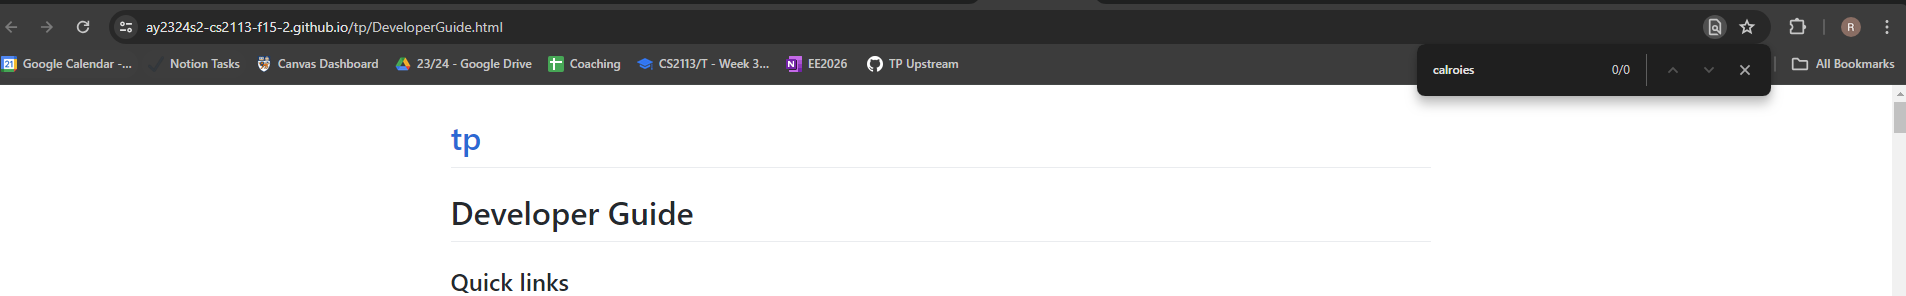 ay2324s2-cs2113-f15-2.github.io/tp/DeveloperGuide.html
R
21 Google Calendar -... Notion Tasks Canvas Dashboard 23/24 - Google Drive Coaching CS2113/T - Week 3... N EE2026 TP Upstream All Bookmarks
calroies 0/0
tp
Developer Guide
Quick links